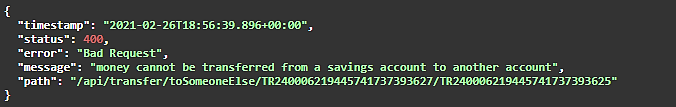 {
"timestamp": "2021-02-26T18:56:39.896+00:00",
"status": 400,
"error": "Bad Request",
"message": "money cannot be transferred from a savings account to another account",
"path": "/api/transfer/toSomeoneElse/TR240006219445741737393627/TR240006219445741737393625"
}